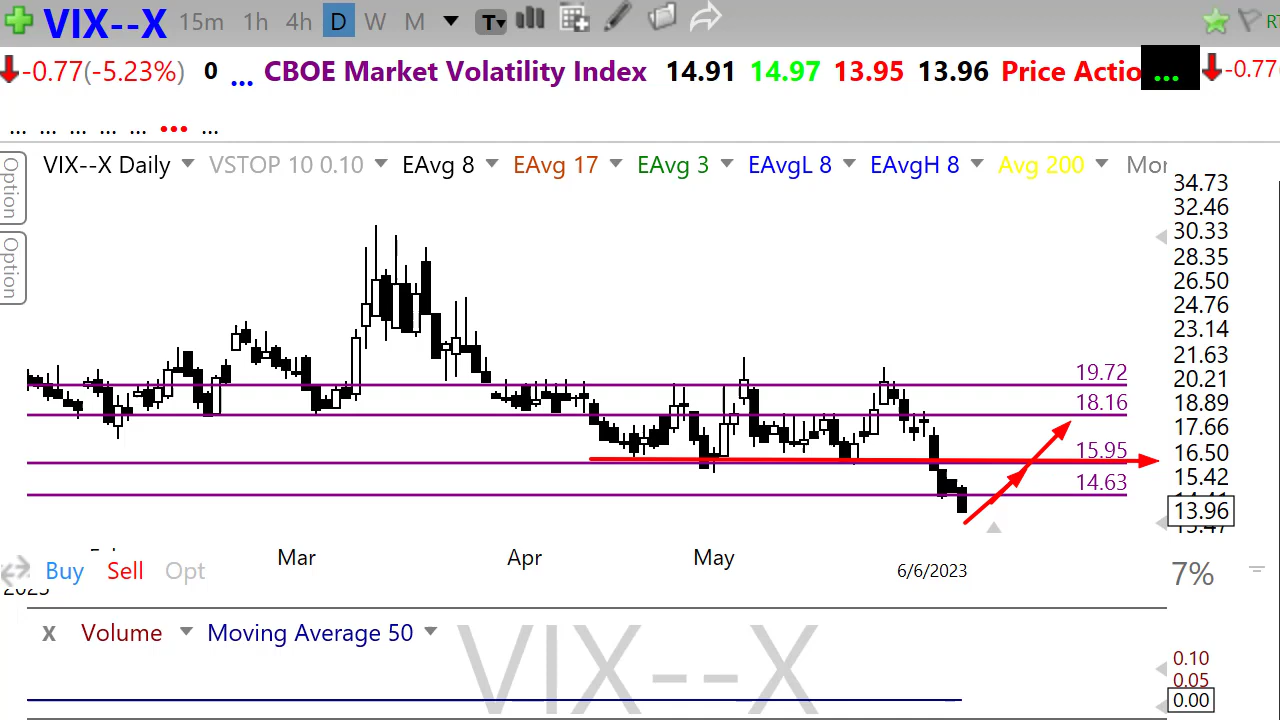 VIX--X 15m 1h 4h D W M T
-0.77(-5.23%) 0 ... CBOE Market Volatility Index 14.91 14.97 13.95 13.96 Price Actio ... -0.77
... ... ... ... ... ... ...
VIX--X Daily VSTOP 10 0.10 EAvg 8 EAvg 17 EAvg 3 EAvgL 8 EAvgH 8 Avg 200
Option
Option
34.73
32.46
30.33
28.35
26.50
24.76
23.14
21.63
19.72
20.21
18.16
18.89
17.66
15.95
16.50
15.42
14.63
13.96
Mar Apr May 6/6/2023
Buy Sell Opt 7%
2023
X Volume Moving Average 50
VIX--X
0.10
0.05
0.00